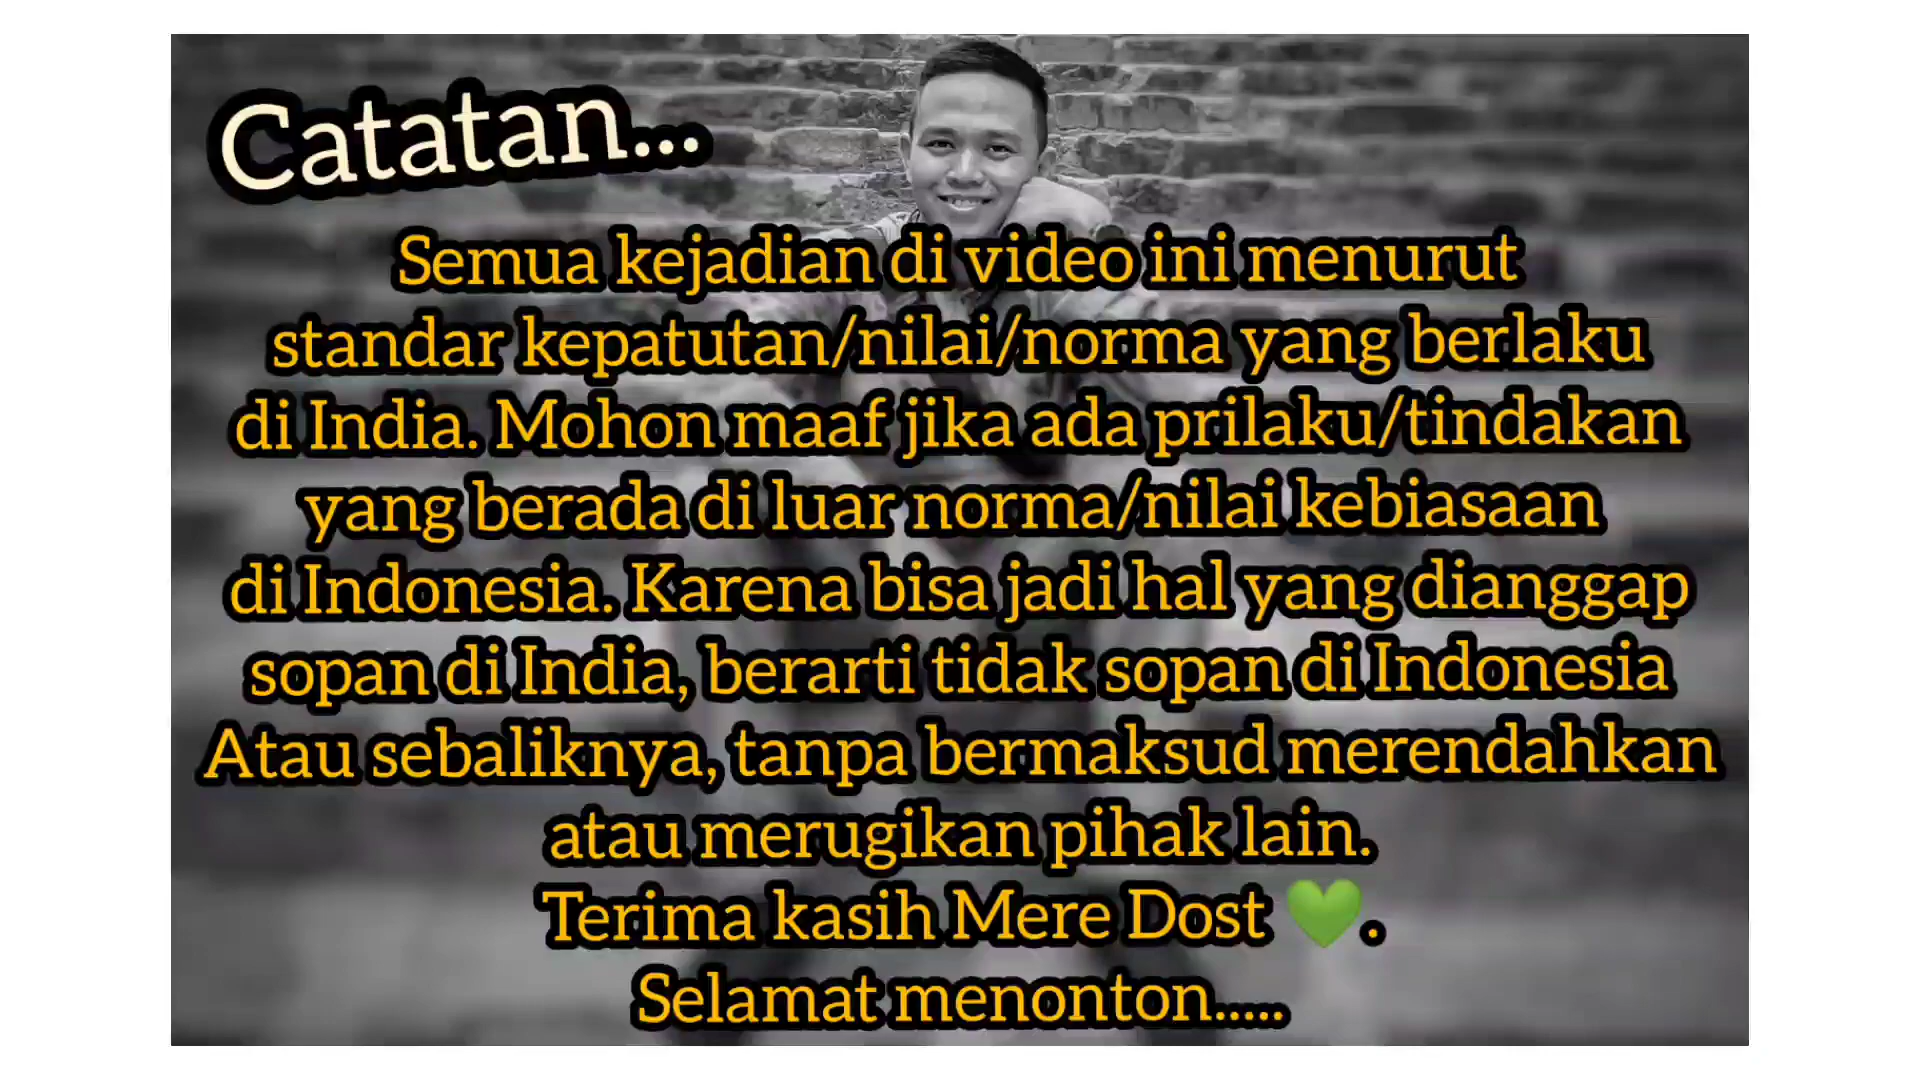 Catatan...
Semua kejadian di video ini menurut
standar kepatutan/nilai/norma yang berlaku
di India. Mohon maaf jika ada prilaku/tindakan
yang berada di luar norma/nilai kebiasaan
di Indonesia. Karena bisa jadi hal yang dianggap
sopan di India, berarti tidak sopan di Indonesia
Atau sebaliknya, tanpa bermaksud merendahkan
atau merugikan pihak lain.
Terima kasih Mere Dost 💚.
Selamat menonton.....